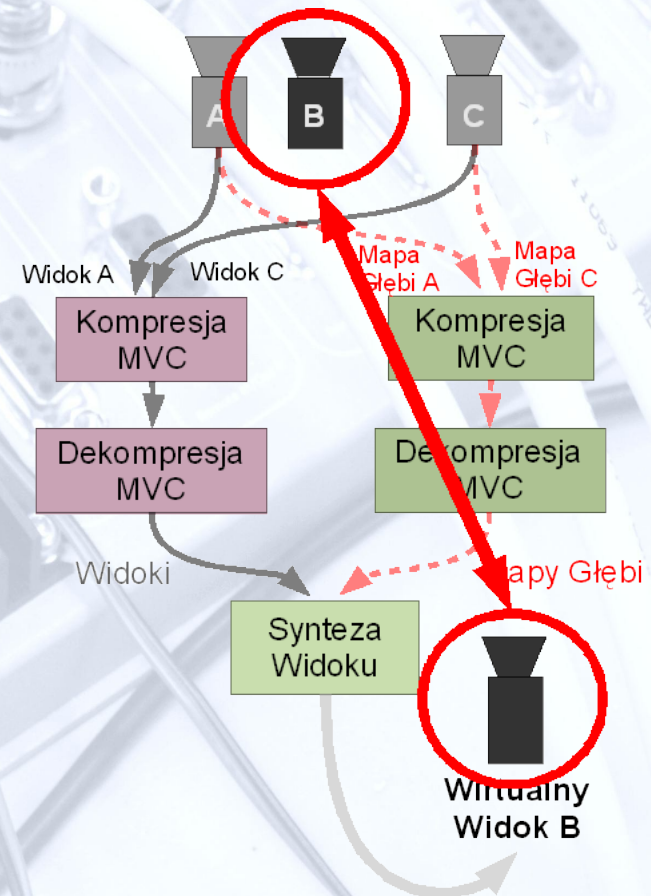 A
B
C
Widok A
Widok C
Mapa
Głębi A
Mapa
Głębi C
Kompresja
MVC
Kompresja
MVC
Dekompresja
MVC
Dekompresja
MVC
Widoki
Mapy Głębi
Synteza
Widoku
Wirtualny
Widok B